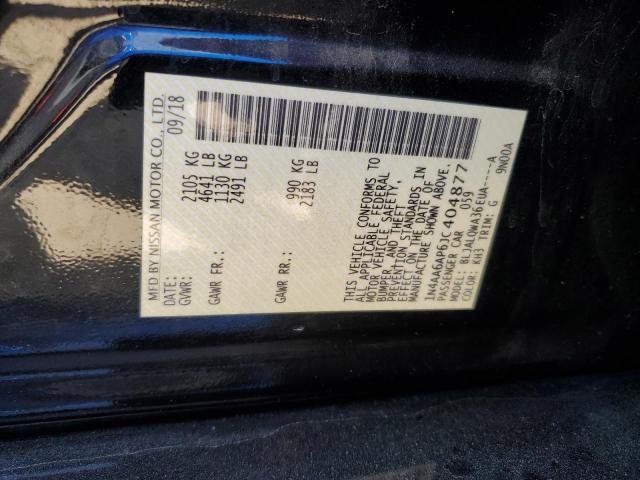 MFD BY NISSAN MOTOR CO., LTD.
DATE: 09/18
GVWR: 2105 KG
4641 LB
GAWR FR.: 1130 KG
2491 LB
GAWR RR.: 990 KG
2183 LB
THIS VEHICLE CONFORMS TO
ALL APPLICABLE FEDERAL
MOTOR VEHICLE SAFETY,
BUMPER, AND THEFT
PREVENTION STANDARDS IN
EFFECT ON THE DATE OF
MANUFACTURE SHOWN ABOVE.
1N4AA6AP6JC404877
PASSENGER CAR 059
MODEL: BLJALOWA36EUA----A
COLOR: KH3 TRIM: G 9N00A